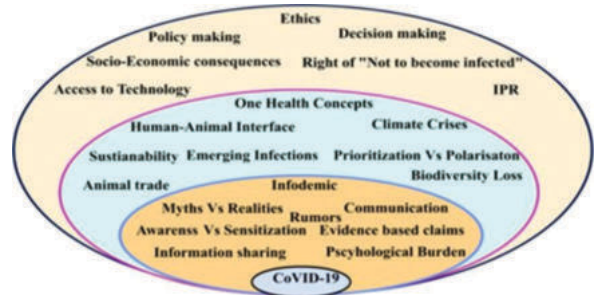 Ethics
Policy making Decision making
Socio-Economic consequences Right of "Not to become infected"
Access to Technology IPR
One Health Concepts
Human-Animal Interface Climate Crises
Sustianability Emerging Infections Prioritization Vs Polarisaton
Biodiversity Loss
Animal trade Infodemic
Myths Vs Realities Communication
Rumors
Awarenss Vs Sensitization Evidence based claims
Information sharing Pscyhological Burden
CoVID-19